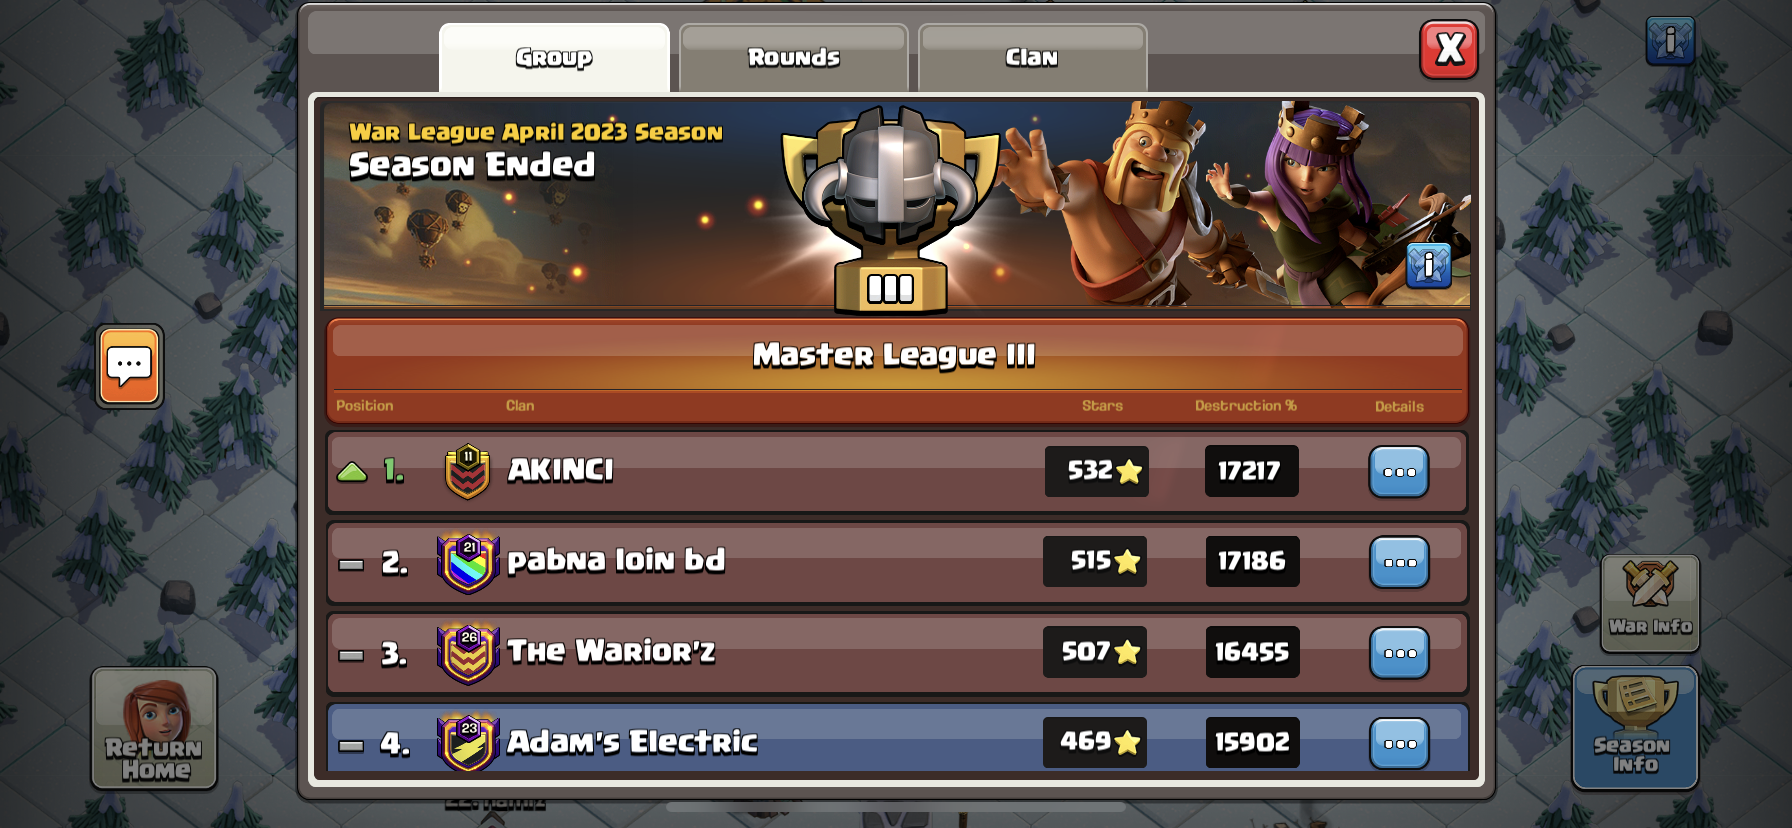 Group
Rounds
Clan
X
i
War League April 2023 Season
Season Ended
i
III
Master League III
Position Clan Stars Destruction % Details
1. 11 AKINCI 532 17217
2. 21 pabna loin bd 515 17186
3. 26 The Warior'z 507 16455
4. 23 Adam's Electric 469 15902
War Info
Return
Home
Season
Info